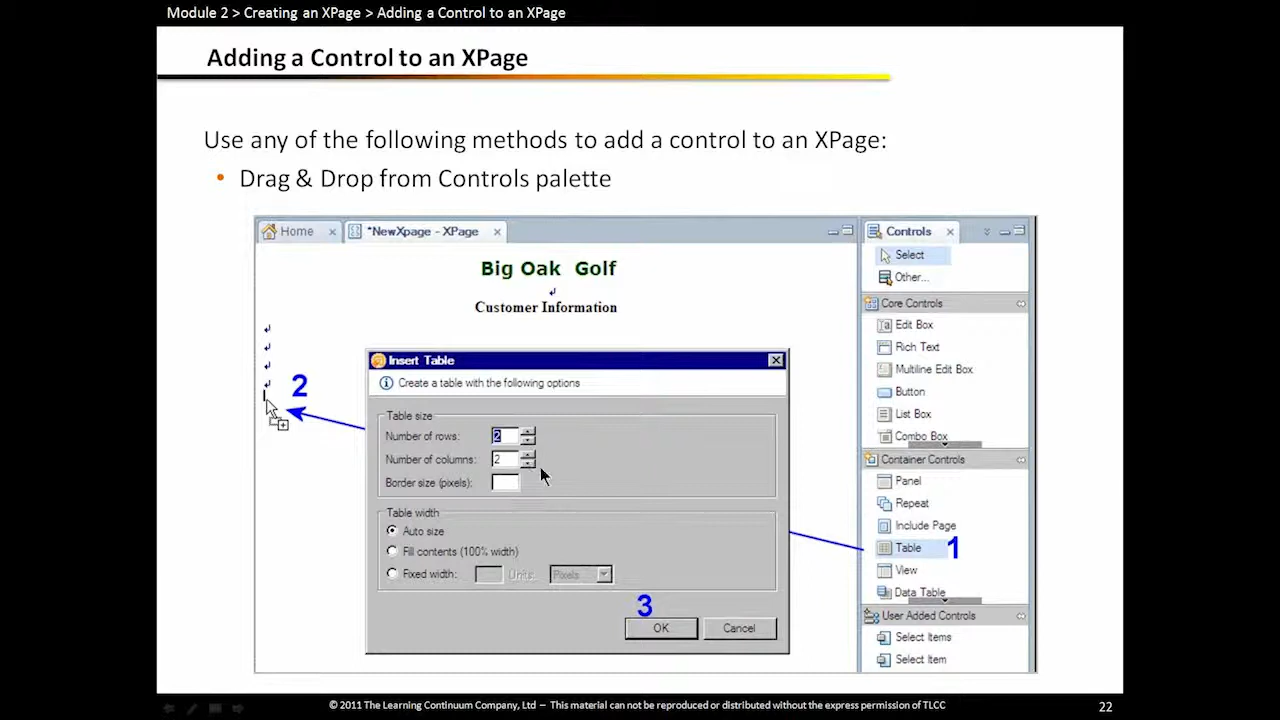 Module 2 > Creating an XPage > Adding a Control to an XPage
Adding a Control to an XPage
Use any of the following methods to add a control to an XPage:
• Drag & Drop from Controls palette
Home
*NewXpage - XPage
Big Oak Golf
Customer Information
2
Insert Table
Create a table with the following options
Table size
Number of rows: 2
Number of columns: 2
Border size (pixels):
Table width
Auto size
Fill contents (100% width)
Fixed width: Units: Pixels
3
OK Cancel
Controls
Select
Other...
Core Controls
Edit Box
Rich Text
Multiline Edit Box
Button
List Box
Combo Box
Container Controls
Panel
Repeat
Include Page
Table 1
View
Data Table
User Added Controls
Select Items
Select Item
© 2011 The Learning Continuum Company, Ltd – This material can not be reproduced or distributed without the express permission of TLCC
22